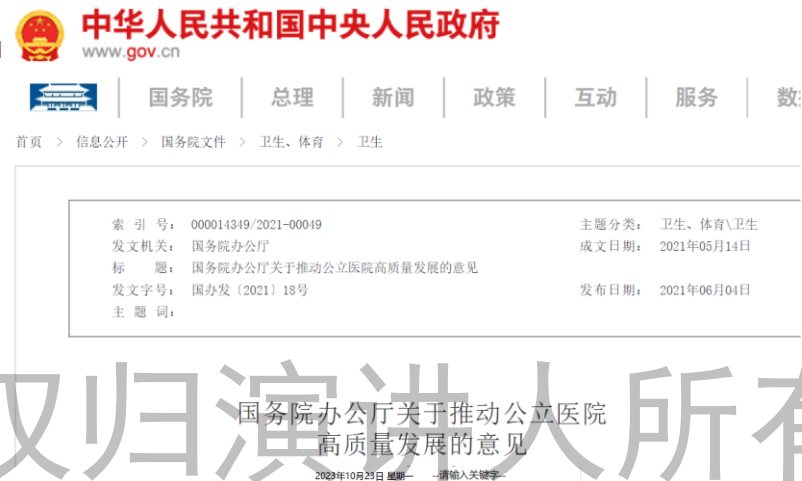 中华人民共和国中央人民政府
www.gov.cn
国务院 总理 新闻 政策 互动 服务 数
首页 > 信息公开 > 国务院文件 > 卫生、体育 > 卫生
索 引 号： 000014349/2021-00049 主题分类： 卫生、体育\卫生
发文机关： 国务院办公厅 成文日期： 2021年05月14日
标 题： 国务院办公厅关于推动公立医院高质量发展的意见
发文字号： 国办发〔2021〕18号 发布日期： 2021年06月04日
主 题 词：
权归演讲人所有
国务院办公厅关于推动公立医院
高质量发展的意见
2023年10月23日 星期一 --请输入关键字--